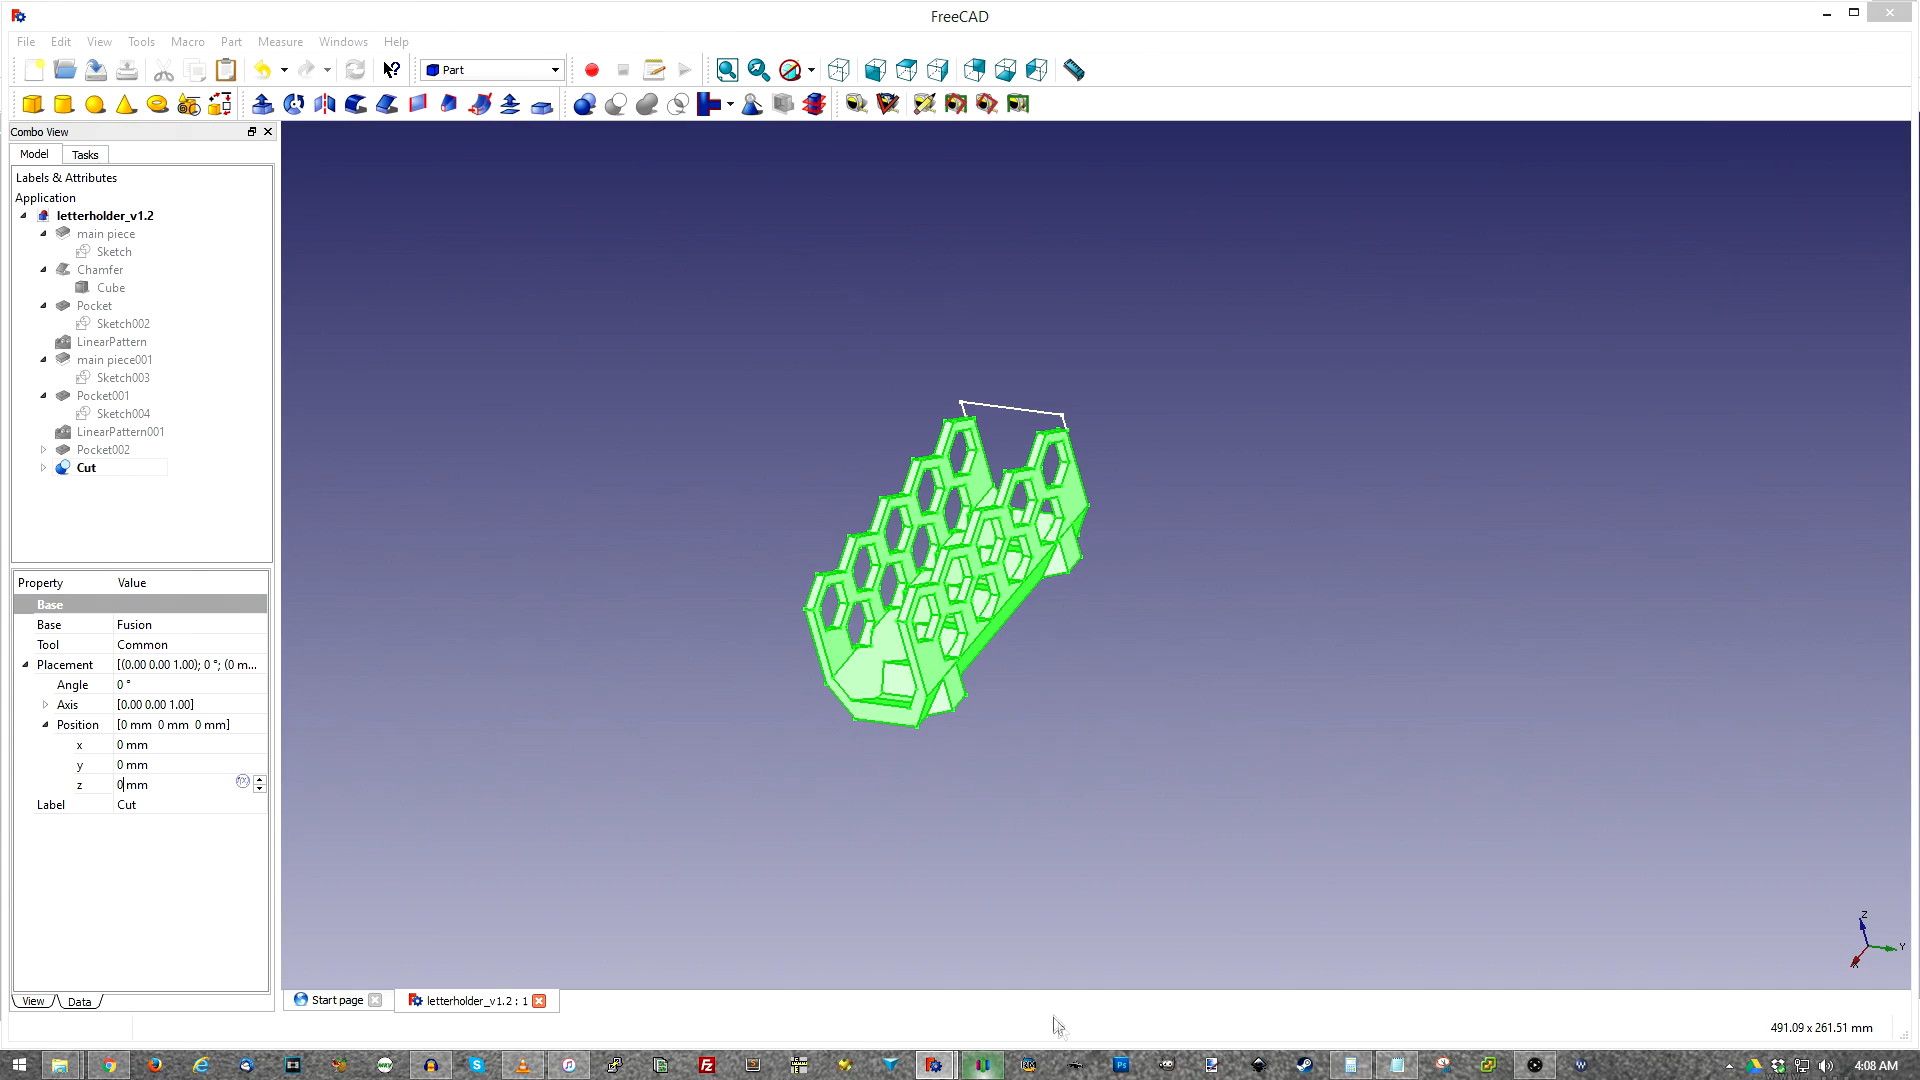 FreeCAD
File Edit View Tools Macro Part Measure Windows Help
Part
Combo View
Model Tasks
Labels & Attributes
Application
letterholder_v1.2
main piece
Sketch
Chamfer
Cube
Pocket
Sketch002
LinearPattern
main piece001
Sketch003
Pocket001
Sketch004
LinearPattern001
Pocket002
Cut
Property Value
Base
Base Fusion
Tool Common
Placement [(0.00 0.00 1.00); 0 °; (0 m...
Angle 0 °
Axis [0.00 0.00 1.00]
Position [0 mm 0 mm 0 mm]
x 0 mm
y 0 mm
z 0 mm
Label Cut
Z
Y
X
View Data
Start page letterholder_v1.2 : 1
491.09 x 261.51 mm
4:08 AM